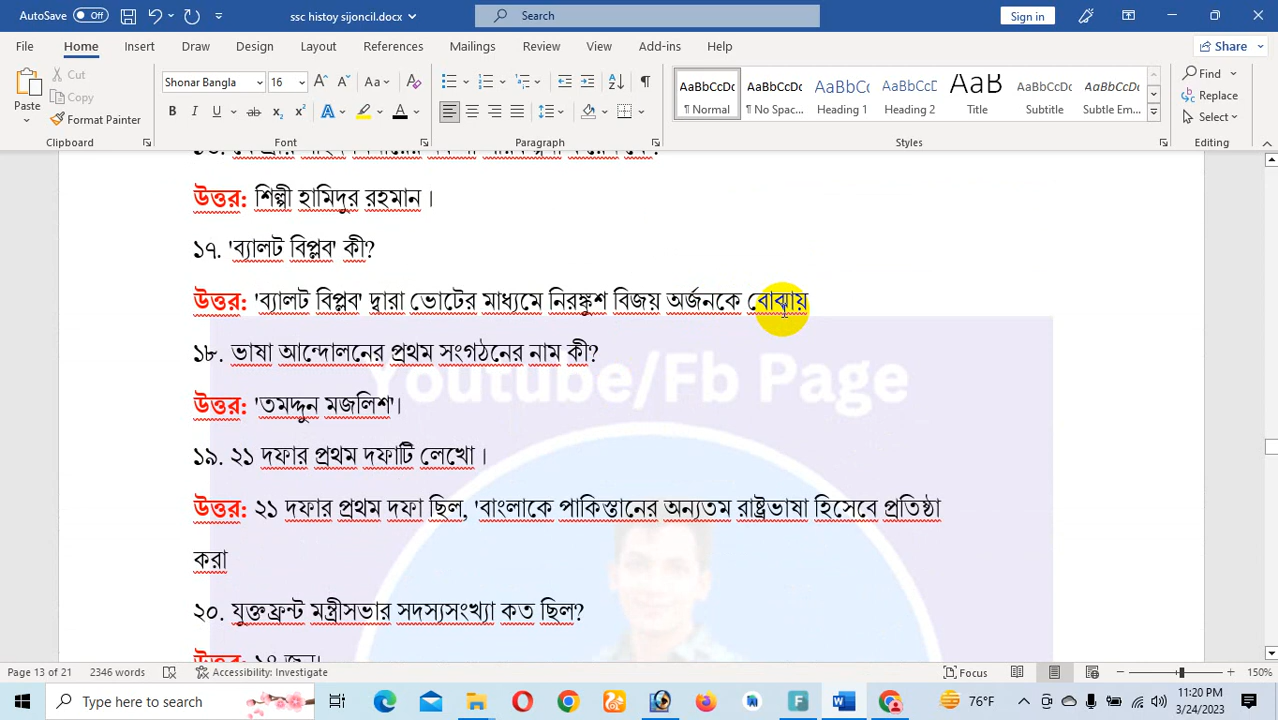 AutoSave Off ssc history sijoncil.docx Search Sign in
File Home Insert Draw Design Layout References Mailings Review View Add-ins Help Share
Paste Cut Copy Format Painter
Shonar Bangla 16
AaBbCcDc ¶ Normal AaBbCcDc ¶ No Spac... AaBbCc Heading 1 AaBbCcC Heading 2 AaB Title AaBbCcDc Subtitle AaBbCcDc Subtle Em...
Find Replace Select
Clipboard Font Paragraph Styles Editing
উত্তর: শিল্পী হামিদুর রহমান।
১৭. 'ব্যালট বিপ্লব' কী?
উত্তর: 'ব্যালট বিপ্লব' দ্বারা ভোটের মাধ্যমে নিরঙ্কুশ বিজয় অর্জনকে বোঝায়
১৮. ভাষা আন্দোলনের প্রথম সংগঠনের নাম কী?
Youtube/Fb Page
উত্তর: 'তমদ্দুন মজলিশ'।
১৯. ২১ দফার প্রথম দফাটি লেখো।
উত্তর: ২১ দফার প্রথম দফা ছিল, 'বাংলাকে পাকিস্তানের অন্যতম রাষ্ট্রভাষা হিসেবে প্রতিষ্ঠা
করা
২০. যুক্তফ্রন্ট মন্ত্রীসভার সদস্যসংখ্যা কত ছিল?
উত্তর: ১৪ জন।
Page 13 of 21 2346 words Accessibility: Investigate Focus 150%
Type here to search 76°F 11:20 PM
3/24/2023